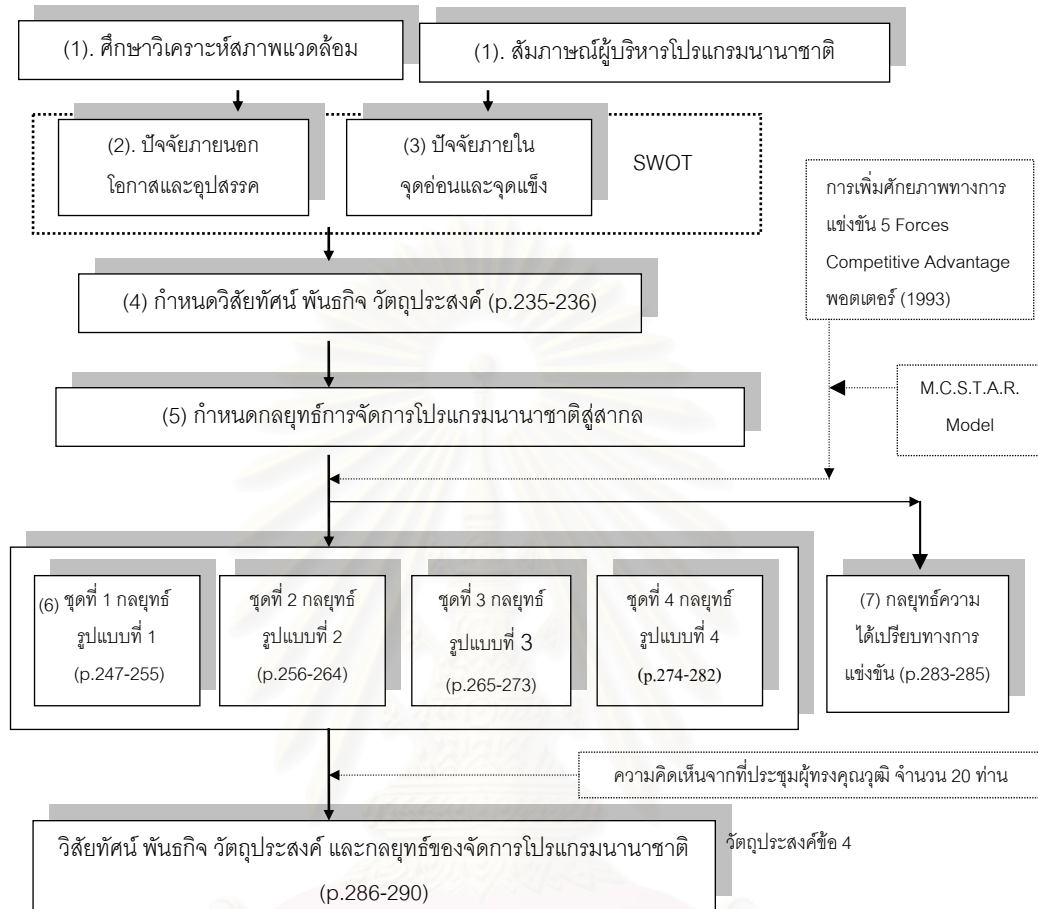 (1). ศึกษาวิเคราะห์สภาพแวดล้อม
(1). สัมภาษณ์ผู้บริหารโปรแกรมนานาชาติ
(2). ปัจจัยภายนอก
โอกาสและอุปสรรค
(3) ปัจจัยภายใน
จุดอ่อนและจุดแข็ง
SWOT
การเพิ่มศักยภาพทางการ
แข่งขัน 5 Forces
Competitive Advantage
พอตเตอร์ (1993)
(4) กำหนดวิสัยทัศน์ พันธกิจ วัตถุประสงค์ (p.235-236)
M.C.S.T.A.R.
Model
(5) กำหนดกลยุทธ์การจัดการโปรแกรมนานาชาติสู่สากล
(6) ชุดที่ 1 กลยุทธ์
รูปแบบที่ 1
(p.247-255)
ชุดที่ 2 กลยุทธ์
รูปแบบที่ 2
(p.256-264)
ชุดที่ 3 กลยุทธ์
รูปแบบที่ 3
(p.265-273)
ชุดที่ 4 กลยุทธ์
รูปแบบที่ 4
(p.274-282)
(7) กลยุทธ์ความ
ได้เปรียบทางการ
แข่งขัน (p.283-285)
ความคิดเห็นจากที่ประชุมผู้ทรงคุณวุฒิ จำนวน 20 ท่าน
วิสัยทัศน์ พันธกิจ วัตถุประสงค์ และกลยุทธ์ของจัดการโปรแกรมนานาชาติ
(p.286-290)
วัตถุประสงค์ข้อ 4